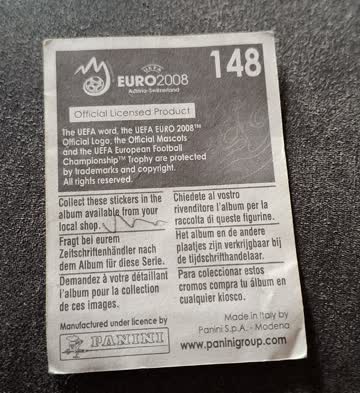 148
UEFA
EURO2008
Austria-Switzerland
Official Licensed Product
The UEFA word, the UEFA EURO 2008™
Official Logo, the Official Mascots
and the UEFA European Football
Championship™ Trophy are protected
by trademarks and copyright.
All rights reserved.
Collect these stickers in the
album available from your
local shop.
Fragt bei eurem
Zeitschriftenhändler nach
dem Album für diese Serie.
Demandez à votre détaillant
l'album pour la collection
de ces images.
Chiedete al vostro
rivenditore l'album per la
raccolta di queste figurine.
Het album en de andere
plaatjes zijn verkrijgbaar bij
de tijdschrifthandelaar.
Para coleccionar estos
cromos compra tu álbum en
cualquier kiosco.
Manufactured under licence by
PANINI
Made in Italy by
Panini S.p.A. - Modena
www.paninigroup.com